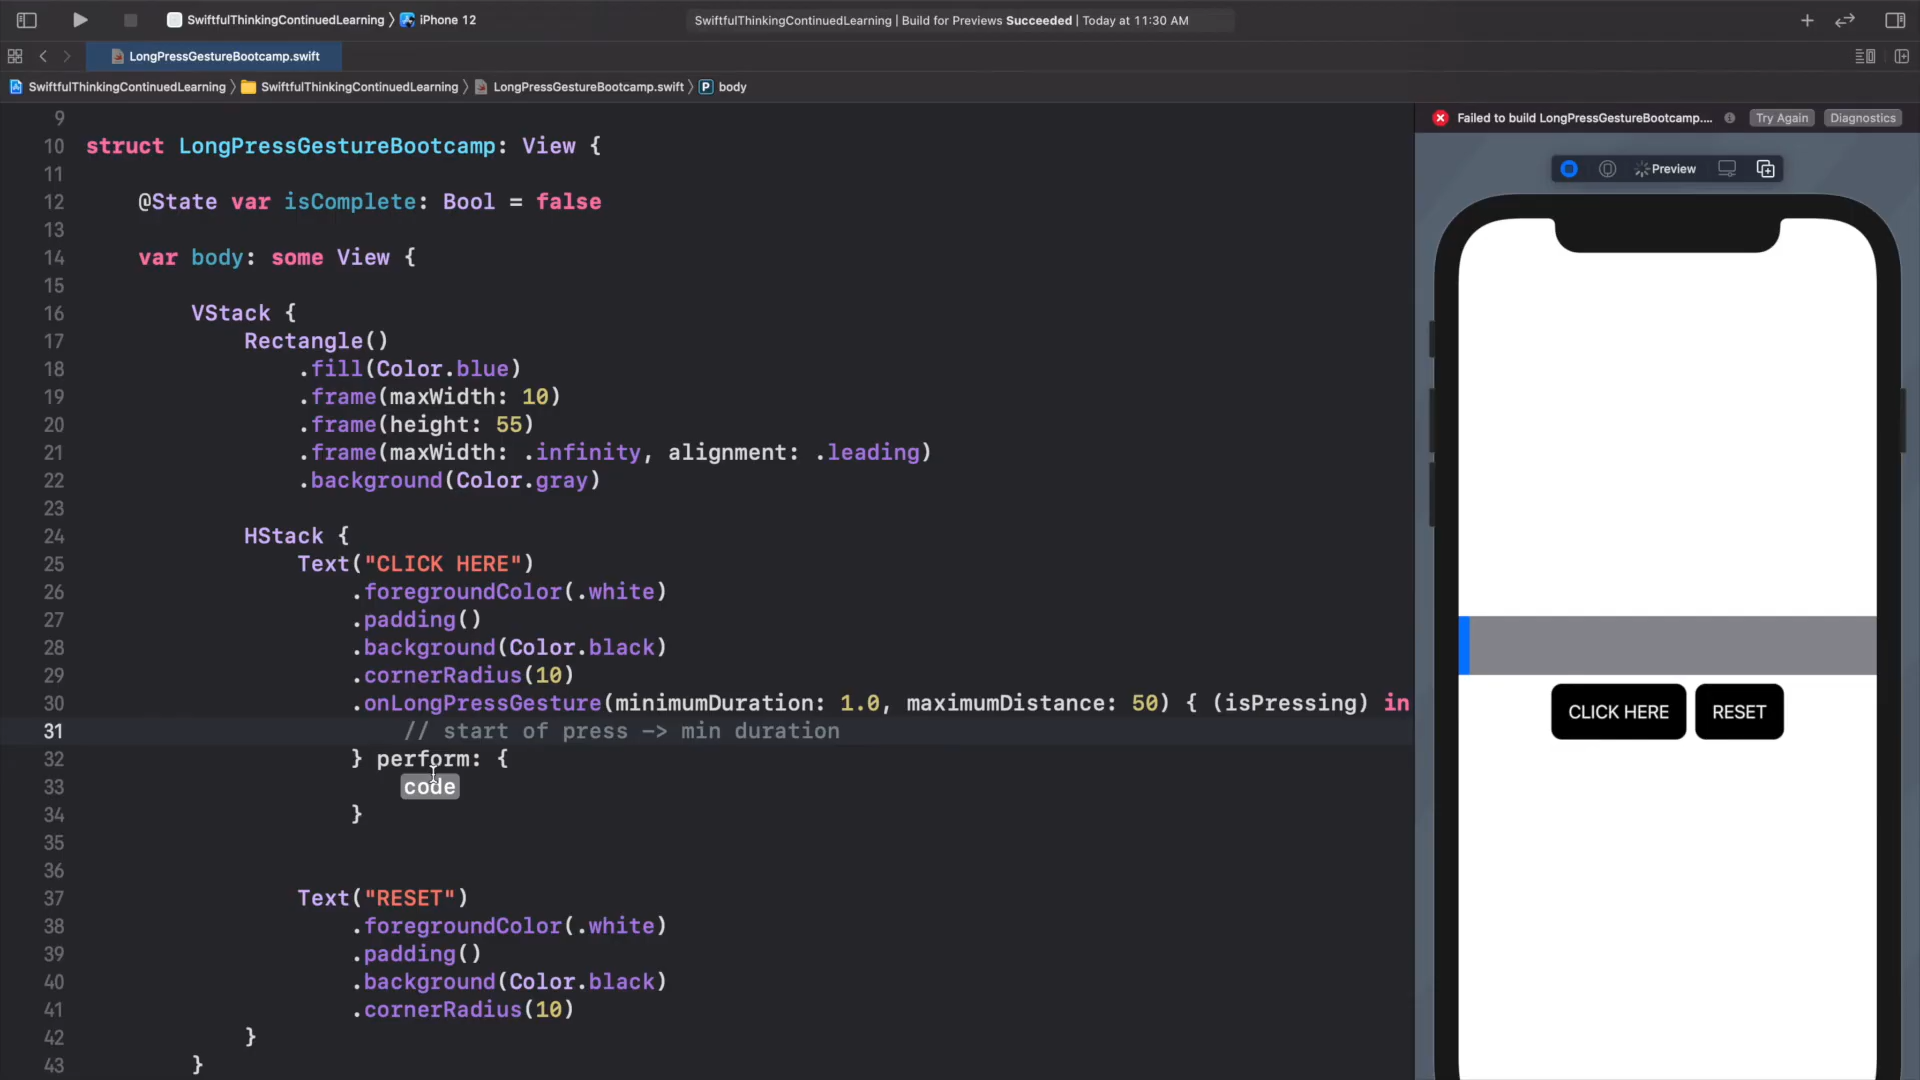 SwiftfulThinkingContinuedLearning 〉 iPhone 12
SwiftfulThinkingContinuedLearning | Build for Previews Succeeded | Today at 11:30 AM
LongPressGestureBootcamp.swift
SwiftfulThinkingContinuedLearning 〉 SwiftfulThinkingContinuedLearning 〉 LongPressGestureBootcamp.swift 〉 P body
9
10 struct LongPressGestureBootcamp: View {
11
12 @State var isComplete: Bool = false
13
14 var body: some View {
15
16 VStack {
17 Rectangle()
18 .fill(Color.blue)
19 .frame(maxWidth: 10)
20 .frame(height: 55)
21 .frame(maxWidth: .infinity, alignment: .leading)
22 .background(Color.gray)
23
24 HStack {
25 Text("CLICK HERE")
26 .foregroundColor(.white)
27 .padding()
28 .background(Color.black)
29 .cornerRadius(10)
30 .onLongPressGesture(minimumDuration: 1.0, maximumDistance: 50) { (isPressing) in
31 // start of press -> min duration
32 } perform: {
33 code
34 }
35
36
37 Text("RESET")
38 .foregroundColor(.white)
39 .padding()
40 .background(Color.black)
41 .cornerRadius(10)
42 }
43 }
Failed to build LongPressGestureBootcamp.... Try Again Diagnostics
Preview
CLICK HERE RESET